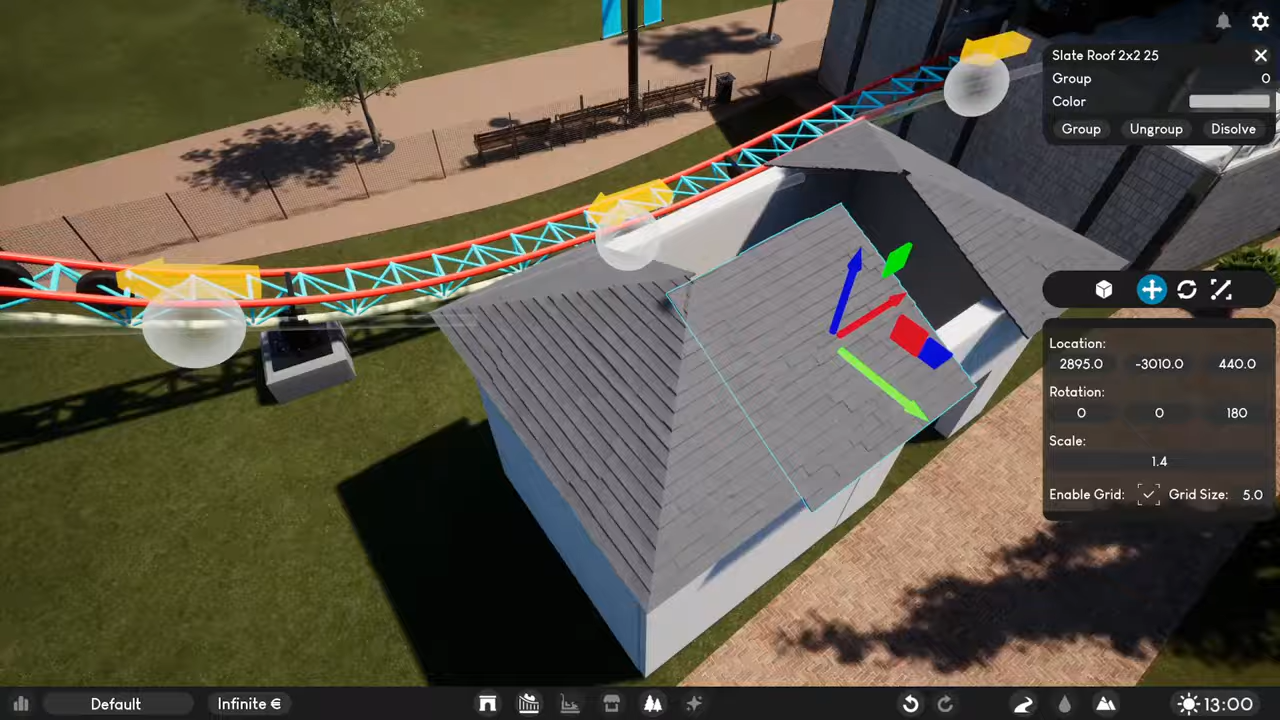 Slate Roof 2x2 25
Group 0
Color
Group Ungroup Dissolve
Location:
2895.0 -3010.0 440.0
Rotation:
0 0 180
Scale:
1.4
Enable Grid: Grid Size: 5.0
Default Infinite € 13:00